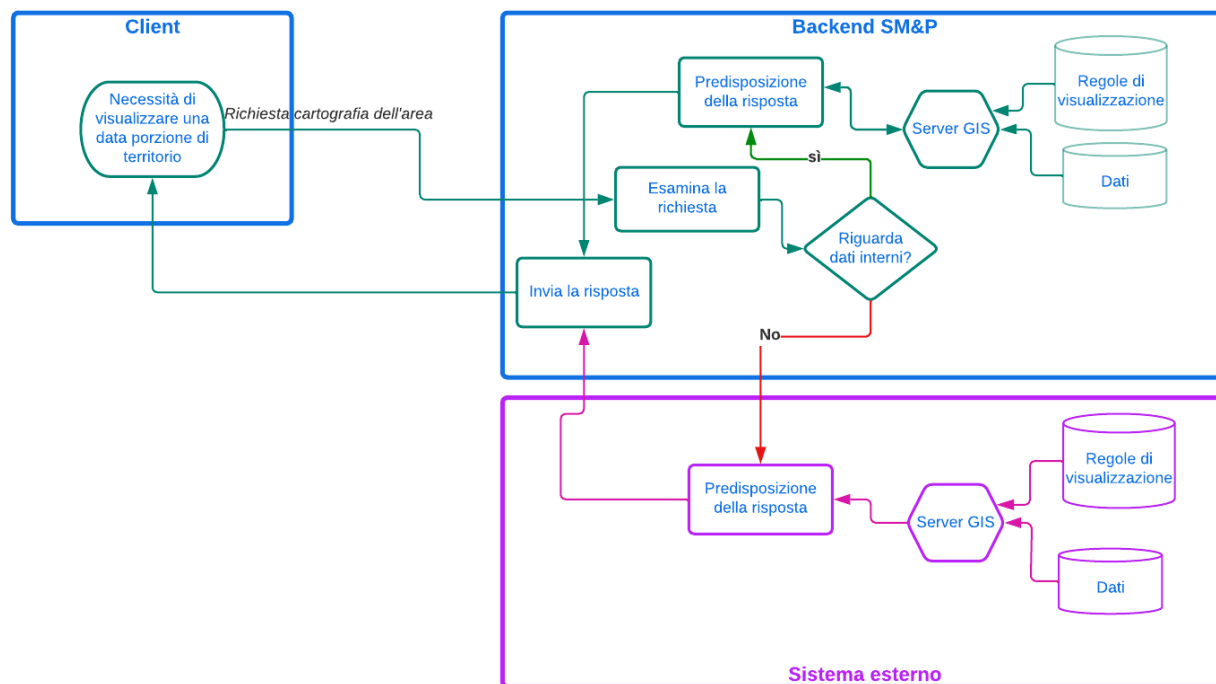 Client
Necessità di
visualizzare una
data porzione di
territorio
Richiesta cartografia dell'area
Backend SM&P
Predisposizione
della risposta
Server GIS
Regole di
visualizzazione
Dati
sì
Esamina la
richiesta
Riguarda
dati interni?
Invia la risposta
No
Predisposizione
della risposta
Server GIS
Regole di
visualizzazione
Dati
Sistema esterno